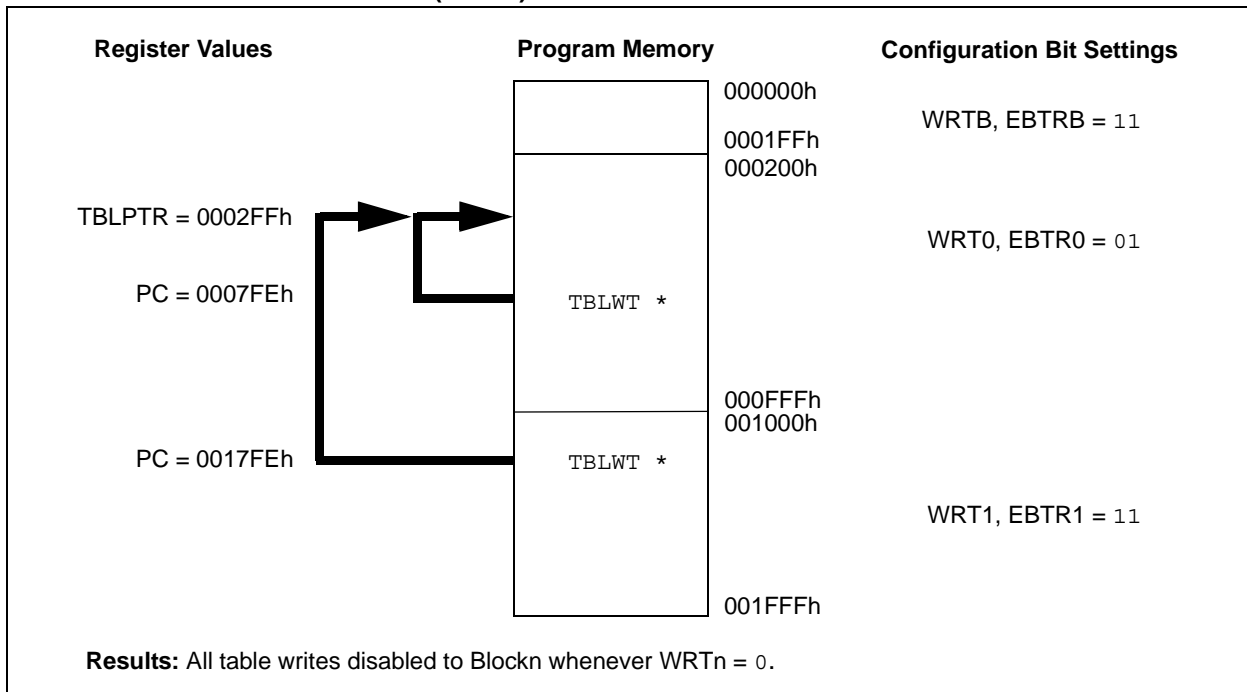 Register Values Program Memory Configuration Bit Settings
000000h
WRTB, EBTRB = 11
0001FFh
000200h
TBLPTR = 0002FFh
WRT0, EBTR0 = 01
PC = 0007FEh
TBLWT *
000FFFh
001000h
PC = 0017FEh
TBLWT *
WRT1, EBTR1 = 11
001FFFh
Results: All table writes disabled to Blockn whenever WRTn = 0.